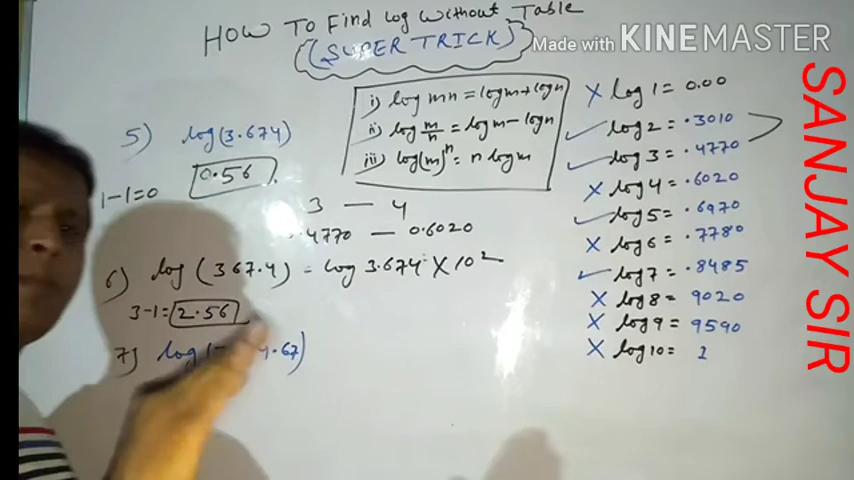 HOW TO Find log without Table
(SUPER TRICK)
Made with KINEMASTER
i) log mn = logm + logn
ii) log m/n = logm - logn
iii) log(m)^n = n logm
5) log(3.674)
1-1=0 0.56
3 — 4
.4770 — 0.6020
6) log (367.4) = log 3.674 × 10^2
3-1= 2.56
7) log(1
.67)
× log 1 = 0.00
✓ log 2 = .3010
✓ log 3 = .4770
× log 4 = .6020
✓ log 5 = .6970
× log 6 = .7780
✓ log 7 = .8485
× log 8 = 9020
× log 9 = 9590
× log 10 = 1
SANJAY SIR